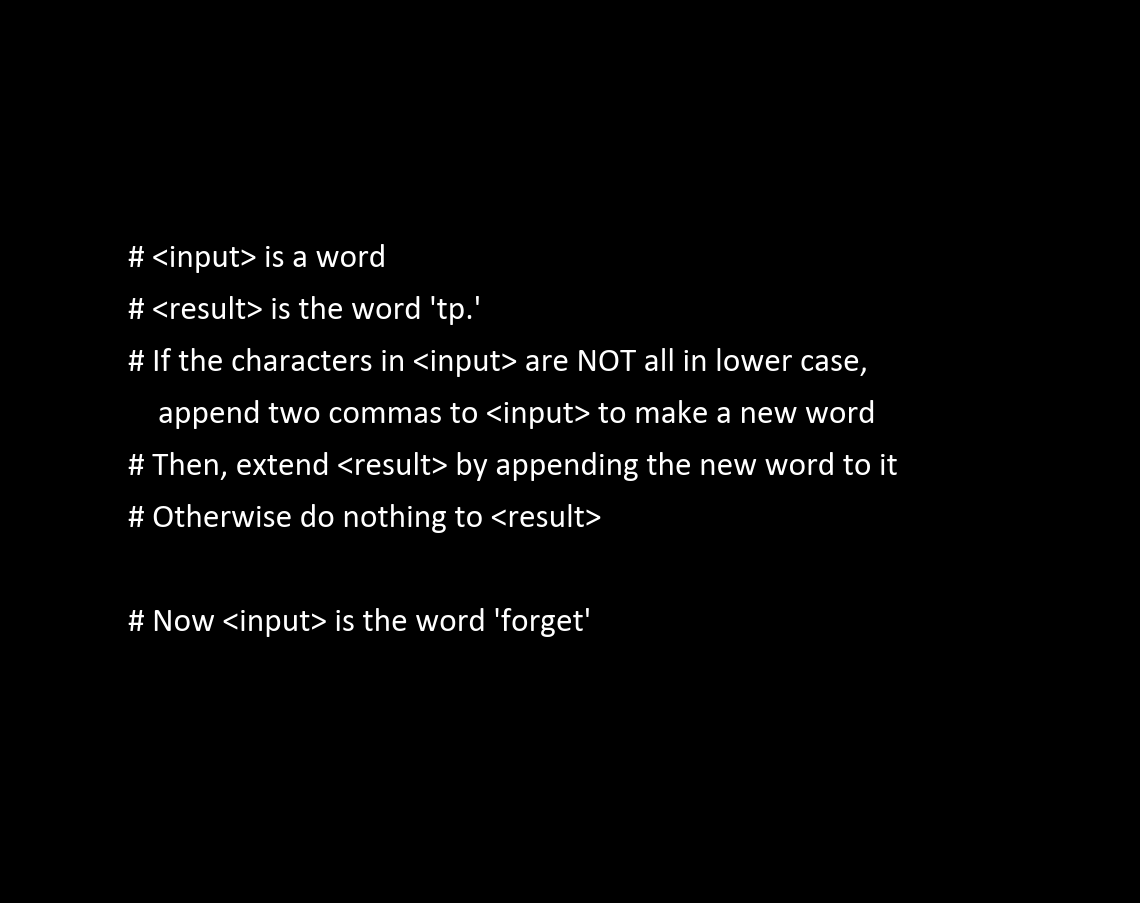 # <input> is a word
# <result> is the word 'tp.'
# If the characters in <input> are NOT all in lower case,
append two commas to <input> to make a new word
# Then, extend <result> by appending the new word to it
# Otherwise do nothing to <result>
# Now <input> is the word 'forget'